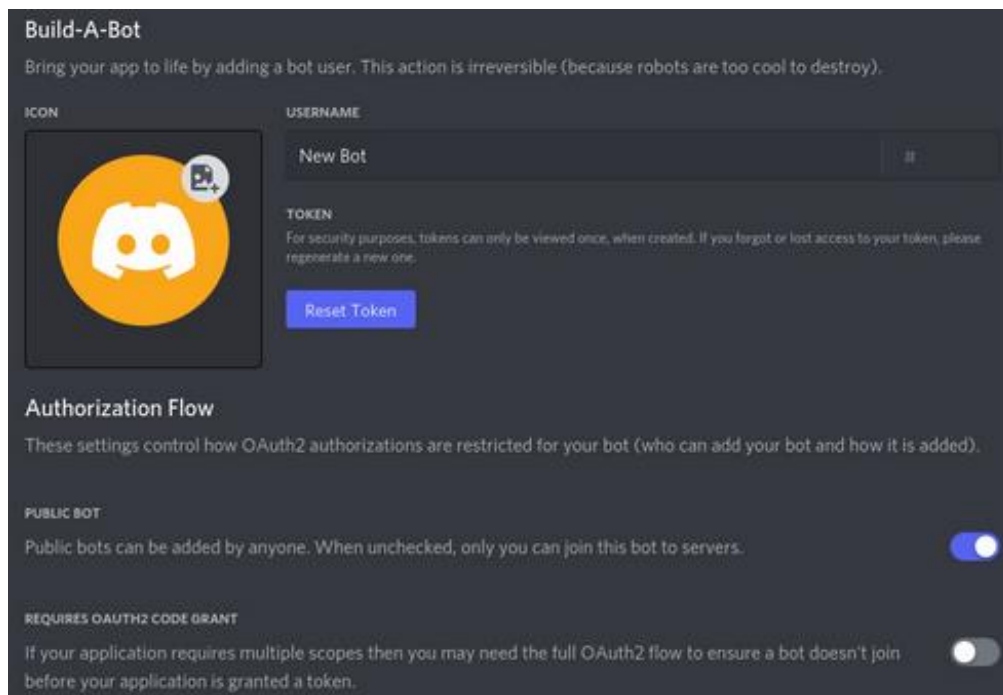 Build-A-Bot
Bring your app to life by adding a bot user. This action is irreversible (because robots are too cool to destroy).
ICON
USERNAME
New Bot
#
TOKEN
For security purposes, tokens can only be viewed once, when created. If you forgot or lost access to your token, please
regenerate a new one.
Reset Token
Authorization Flow
These settings control how OAuth2 authorizations are restricted for your bot (who can add your bot and how it is added).
PUBLIC BOT
Public bots can be added by anyone. When unchecked, only you can join this bot to servers.
REQUIRES OAUTH2 CODE GRANT
If your application requires multiple scopes then you may need the full OAuth2 flow to ensure a bot doesn't join
before your application is granted a token.